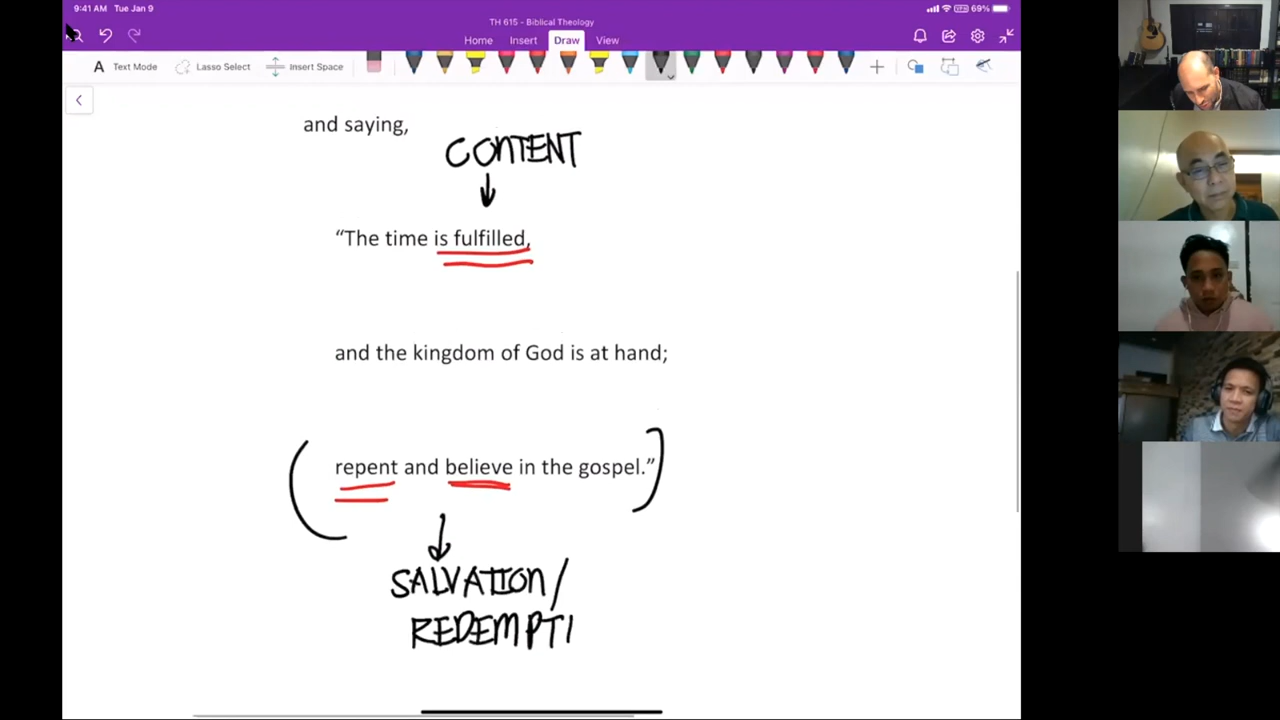 9:41 AM Tue Jan 9
69%
TH 615 - Biblical Theology
Home Insert Draw View
Text Mode Lasso Select Insert Space
and saying,
CONTENT
“The time is fulfilled,
and the kingdom of God is at hand;
repent and believe in the gospel.”
SALVATION/
REDEMPTI